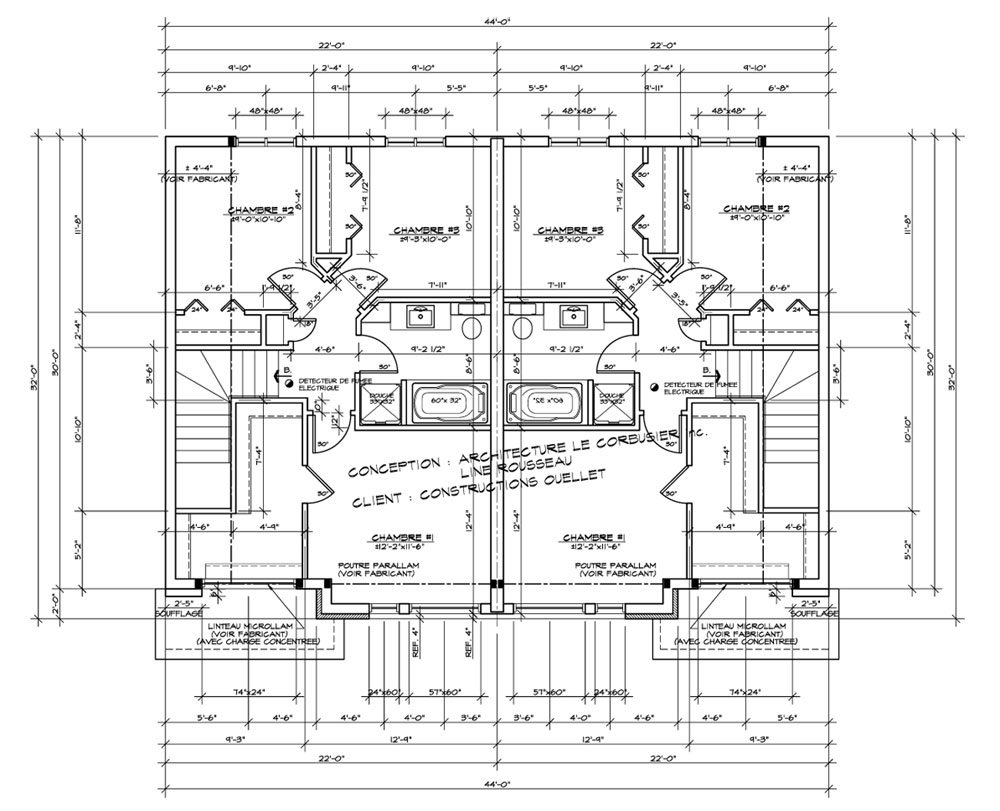 44'-0"
22'-0" 22'-0"
9'-10" 2'-4" 9'-10" 9'-10" 2'-4" 9'-10"
6'-8" 9'-11" 5'-5" 5'-5" 9'-11" 6'-8"
48"x48" 48"x48" 48"x48" 48"x48"
± 4'-4" ± 4'-4"
(VOIR FABRICANT) (VOIR FABRICANT)
30" 30"
8'-4" 7'-9 1/2" 10'-10" 10'-10" 7'-9 1/2" 8'-4"
CHAMBRE #2 CHAMBRE #2
±9'-0"x10'-10" ±9'-0"x10'-10"
11'-8" 11'-8"
30" 30"
CHAMBRE #3 CHAMBRE #3
±9'-3"x10'-0" ±9'-3"x10'-0"
30" 30" 30" 30"
3'-6" 3'-6"
6'-6" 1'-9 1/2" 3'-5" 7'-11" 7'-11" 3'-5" 1'-9 1/2" 6'-6"
24" 24" 18" 18" 24" 24"
2'-4" 2'-4"
4'-6" 9'-2 1/2" 9'-2 1/2" 4'-6"
8'-6" 8'-6"
32'-0" 30'-0" 3'-6" 3'-6" 30'-0" 32'-0"
B. B.
DETECTEUR DE FUMEE DETECTEUR DE FUMEE
ELECTRIQUE ELECTRIQUE
DOUCHE 60"x 32" 60"x 32" DOUCHE
33"x32" 33"x32"
10"
12"
10'-10" 10'-10"
30" 30"
7'-4" 7'-4"
CONCEPTION : ARCHITECTURE LE CORBUSIER inc.
LINE ROUSSEAU
CLIENT : CONSTRUCTIONS OUELLET
30" 30"
4'-6" 4'-9" 12'-4" 12'-4" 4'-9" 4'-6"
CHAMBRE #1 CHAMBRE #1
±12'-2"x11'-6" ±12'-2"x11'-6"
5'-2" 5'-2"
POUTRE PARALLAM POUTRE PARALLAM
(VOIR FABRICANT) (VOIR FABRICANT)
6" 6"
2'-0"
2'-5" 2'-5"
SOUFFLAGE SOUFFLAGE
LINTEAU MICROLLAM LINTEAU MICROLLAM
(VOIR FABRICANT) (VOIR FABRICANT)
(AVEC CHARGE CONCENTREE) (AVEC CHARGE CONCENTREE)
REF. 4" REF. 4"
74"x24" 24"x60" 57"x60" 57"x60" 24"x60" 74"x24"
5'-6" 4'-6" 4'-6" 4'-0" 3'-6" 3'-6" 4'-0" 4'-6" 4'-6" 5'-6"
9'-3" 12'-9" 12'-9" 9'-3"
22'-0" 22'-0"
44'-0"